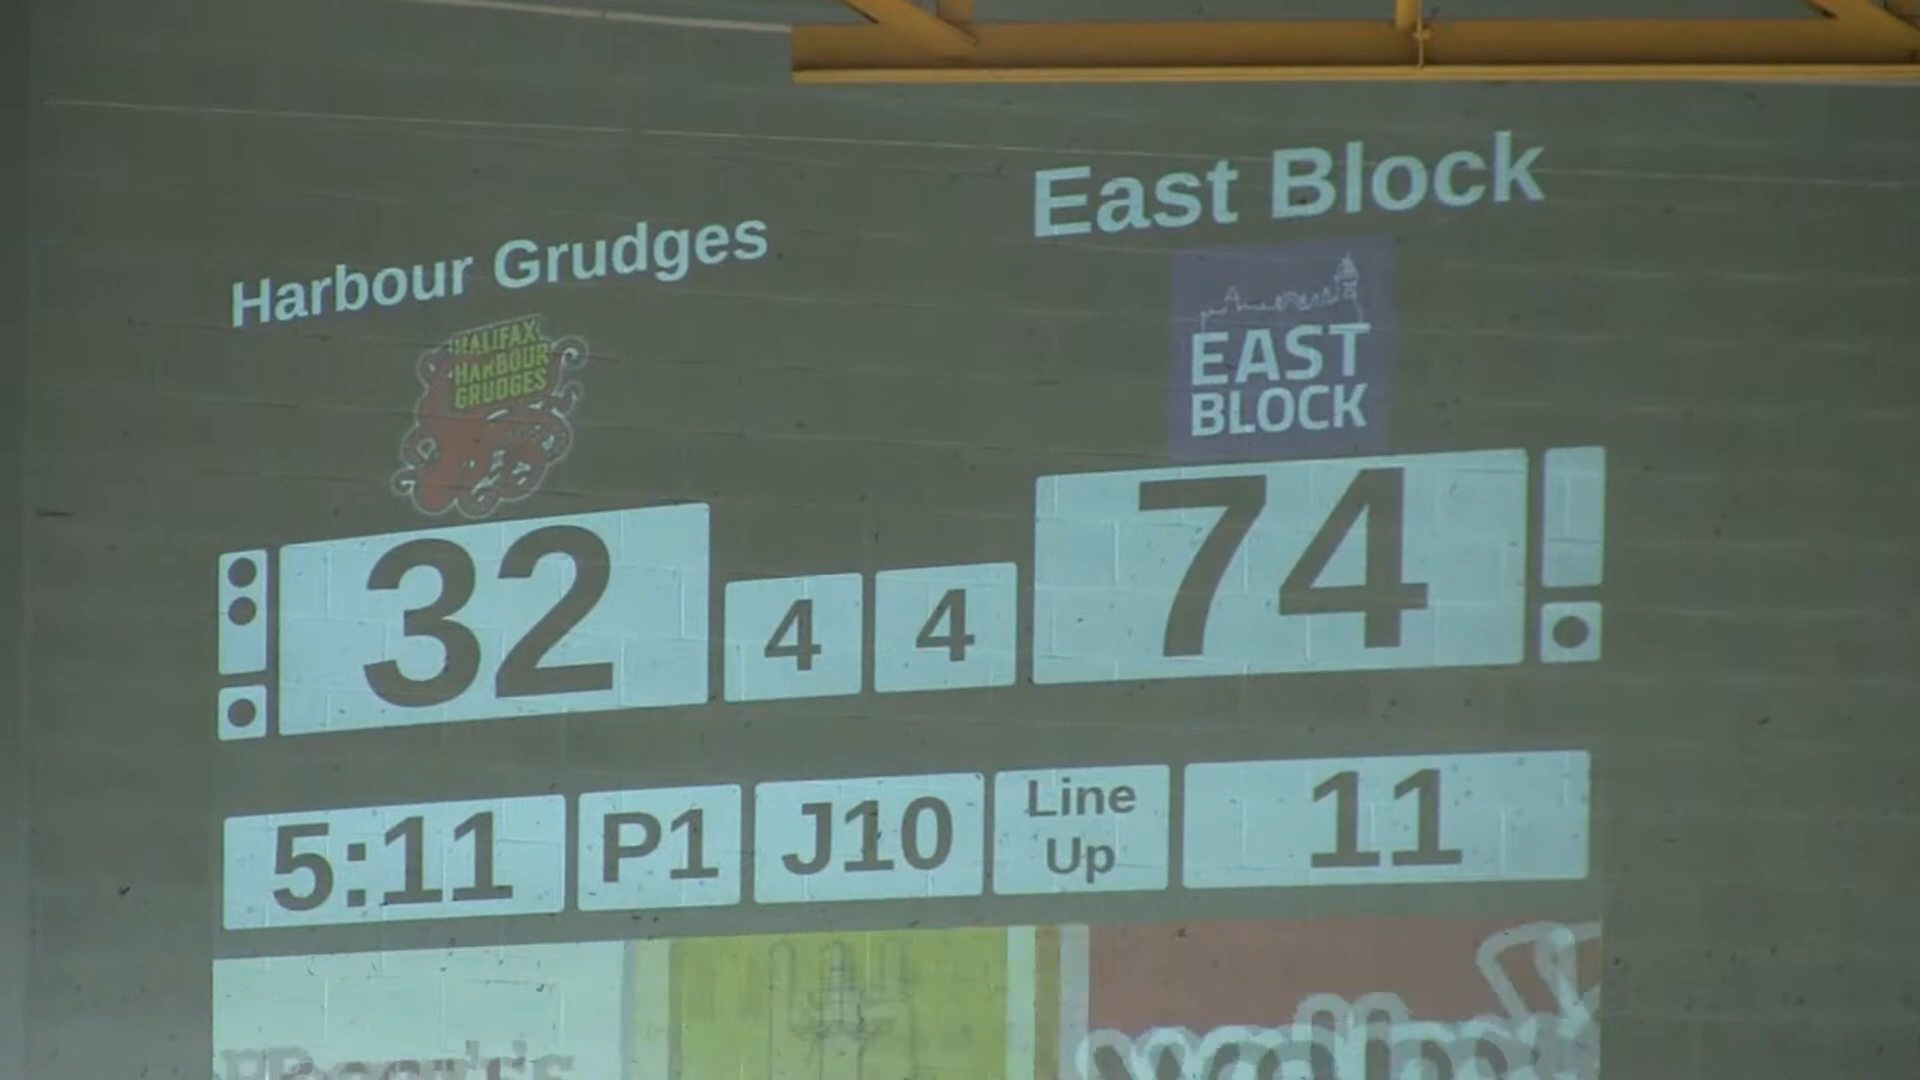 Harbour Grudges
East Block
HALIFAX
HARBOUR
GRUDGES
EAST
BLOCK
32
4
4
74
5:11
P1
J10
Line
Up
11